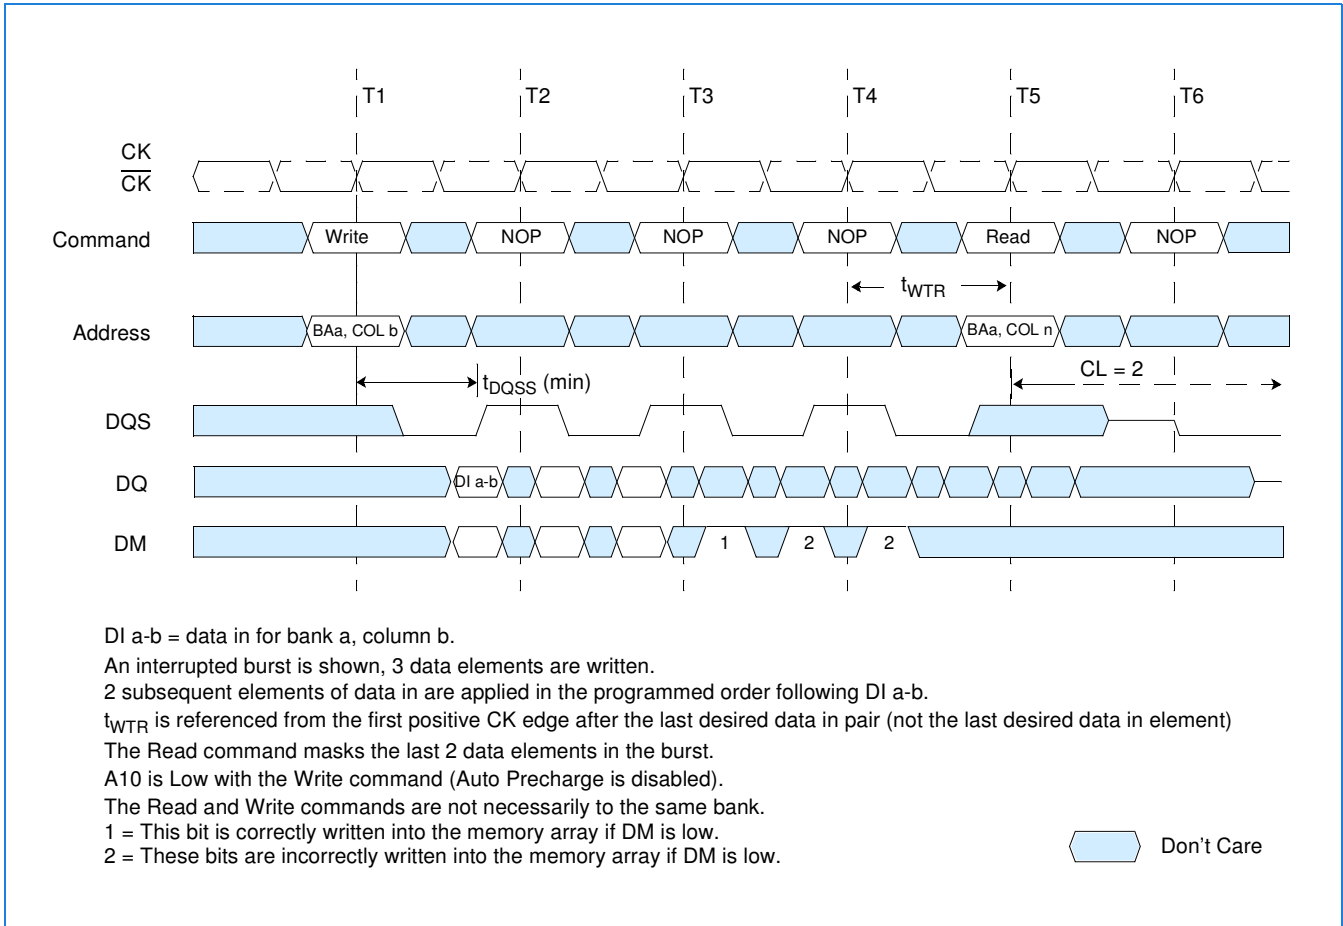 T1 T2 T3 T4 T5 T6
CK
CK
Command Write NOP NOP NOP Read NOP
tWTR
Address BAa, COL b BAa, COL n
tDQSS (min) CL = 2
DQS
DQ DI a-b
DM 1 2 2
DI a-b = data in for bank a, column b.
An interrupted burst is shown, 3 data elements are written.
2 subsequent elements of data in are applied in the programmed order following DI a-b.
tWTR is referenced from the first positive CK edge after the last desired data in pair (not the last desired data in element)
The Read command masks the last 2 data elements in the burst.
A10 is Low with the Write command (Auto Precharge is disabled).
The Read and Write commands are not necessarily to the same bank.
1 = This bit is correctly written into the memory array if DM is low.
2 = These bits are incorrectly written into the memory array if DM is low.
Don't Care